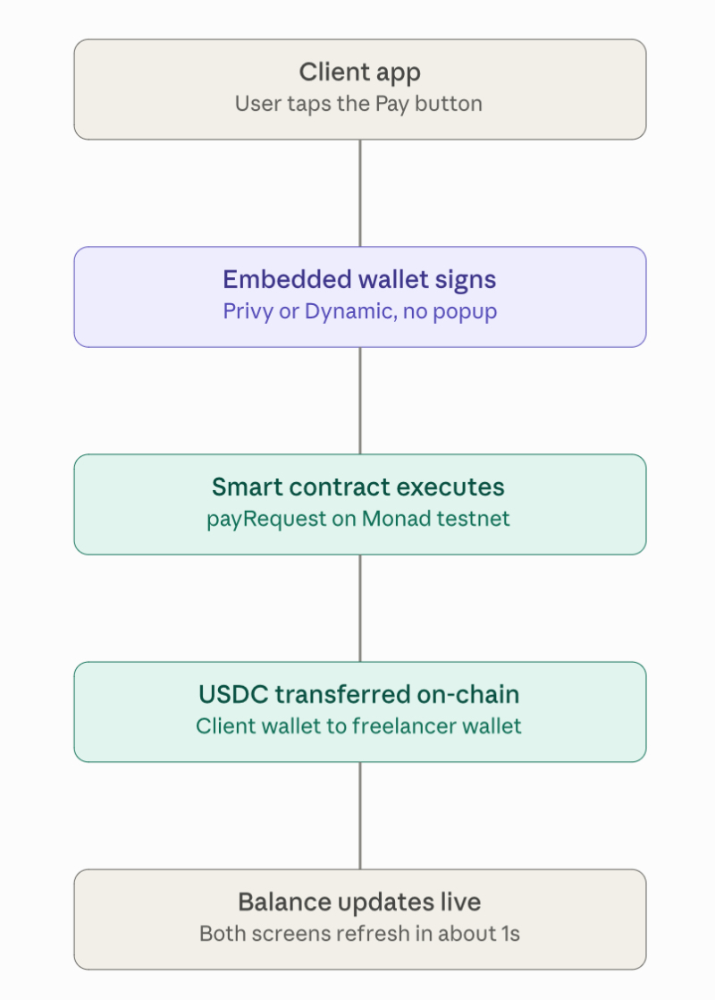 Client app
User taps the Pay button
Embedded wallet signs
Privy or Dynamic, no popup
Smart contract executes
payRequest on Monad testnet
USDC transferred on-chain
Client wallet to freelancer wallet
Balance updates live
Both screens refresh in about 1s